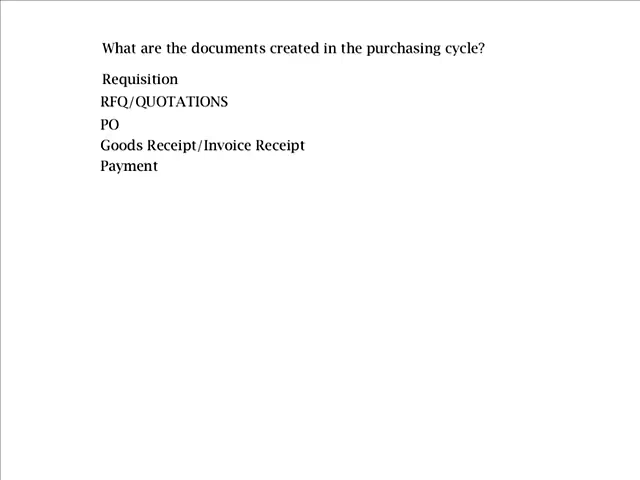 What are the documents created in the purchasing cycle?
Requisition
RFQ/QUOTATIONS
PO
Goods Receipt/Invoice Receipt
Payment